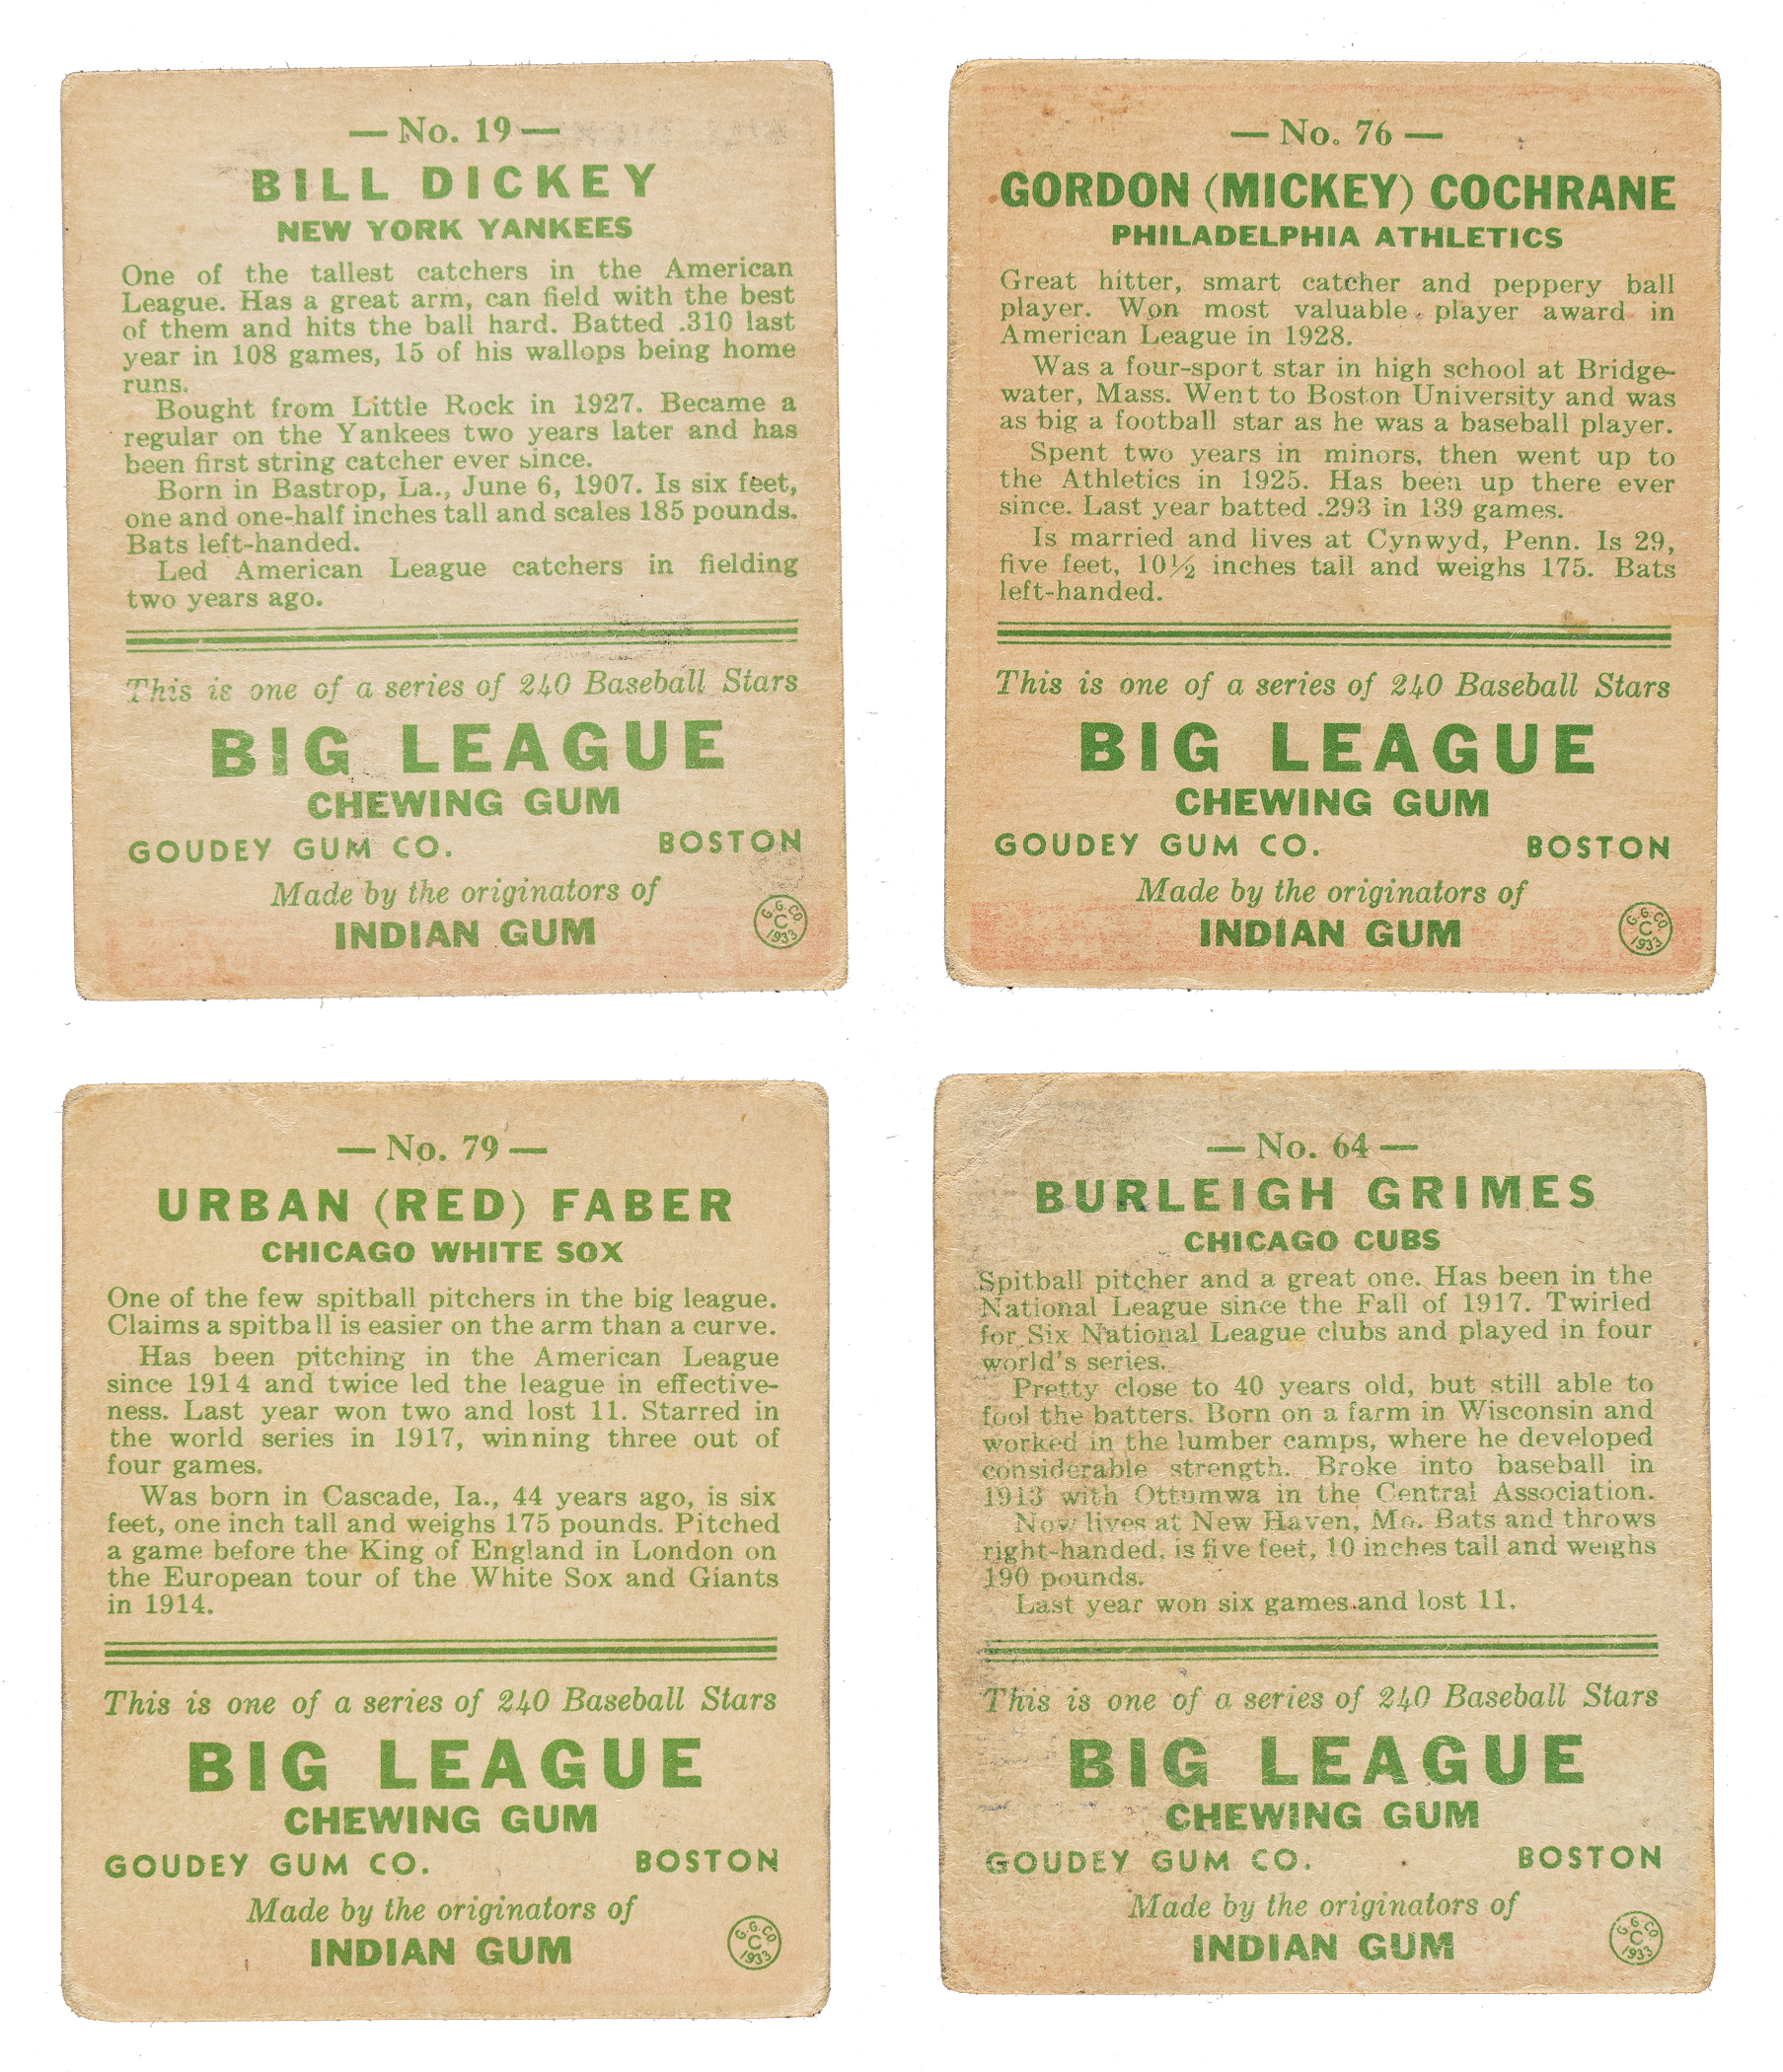 — No. 19 —
BILL DICKEY
NEW YORK YANKEES
One of the tallest catchers in the American
League. Has a great arm, can field with the best
of them and hits the ball hard. Batted .310 last
year in 108 games, 15 of his wallops being home
runs.
Bought from Little Rock in 1927. Became a
regular on the Yankees two years later and has
been first string catcher ever since.
Born in Bastrop, La., June 6, 1907. Is six feet,
one and one-half inches tall and scales 185 pounds.
Bats left-handed.
Led American League catchers in fielding
two years ago.
This is one of a series of 240 Baseball Stars
BIG LEAGUE
CHEWING GUM
GOUDEY GUM CO. BOSTON
Made by the originators of
INDIAN GUM
G. G. CO.
C
1933
— No. 76 —
GORDON (MICKEY) COCHRANE
PHILADELPHIA ATHLETICS
Great hitter, smart catcher and peppery ball
player. Won most valuable player award in
American League in 1928.
Was a four-sport star in high school at Bridge-
water, Mass. Went to Boston University and was
as big a football star as he was a baseball player.
Spent two years in minors, then went up to
the Athletics in 1925. Has been up there ever
since. Last year batted .293 in 139 games.
Is married and lives at Cynwyd, Penn. Is 29,
five feet, 10½ inches tall and weighs 175. Bats
left-handed.
This is one of a series of 240 Baseball Stars
BIG LEAGUE
CHEWING GUM
GOUDEY GUM CO. BOSTON
Made by the originators of
INDIAN GUM
G. G. CO.
C
1933
— No. 79 —
URBAN (RED) FABER
CHICAGO WHITE SOX
One of the few spitball pitchers in the big league.
Claims a spitball is easier on the arm than a curve.
Has been pitching in the American League
since 1914 and twice led the league in effective-
ness. Last year won two and lost 11. Starred in
the world series in 1917, winning three out of
four games.
Was born in Cascade, Ia., 44 years ago, is six
feet, one inch tall and weighs 175 pounds. Pitched
a game before the King of England in London on
the European tour of the White Sox and Giants
in 1914.
This is one of a series of 240 Baseball Stars
BIG LEAGUE
CHEWING GUM
GOUDEY GUM CO. BOSTON
Made by the originators of
INDIAN GUM
G. G. CO.
C
1933
— No. 64 —
BURLEIGH GRIMES
CHICAGO CUBS
Spitball pitcher and a great one. Has been in the
National League since the Fall of 1917. Twirled
for Six National League clubs and played in four
world's series.
Pretty close to 40 years old, but still able to
fool the batters. Born on a farm in Wisconsin and
worked in the lumber camps, where he developed
considerable strength. Broke into baseball in
1913 with Ottumwa in the Central Association.
Now lives at New Haven, Mo. Bats and throws
right-handed, is five feet, 10 inches tall and weighs
190 pounds.
Last year won six games and lost 11.
This is one of a series of 240 Baseball Stars
BIG LEAGUE
CHEWING GUM
GOUDEY GUM CO. BOSTON
Made by the originators of
INDIAN GUM
G. G. CO.
C
1933